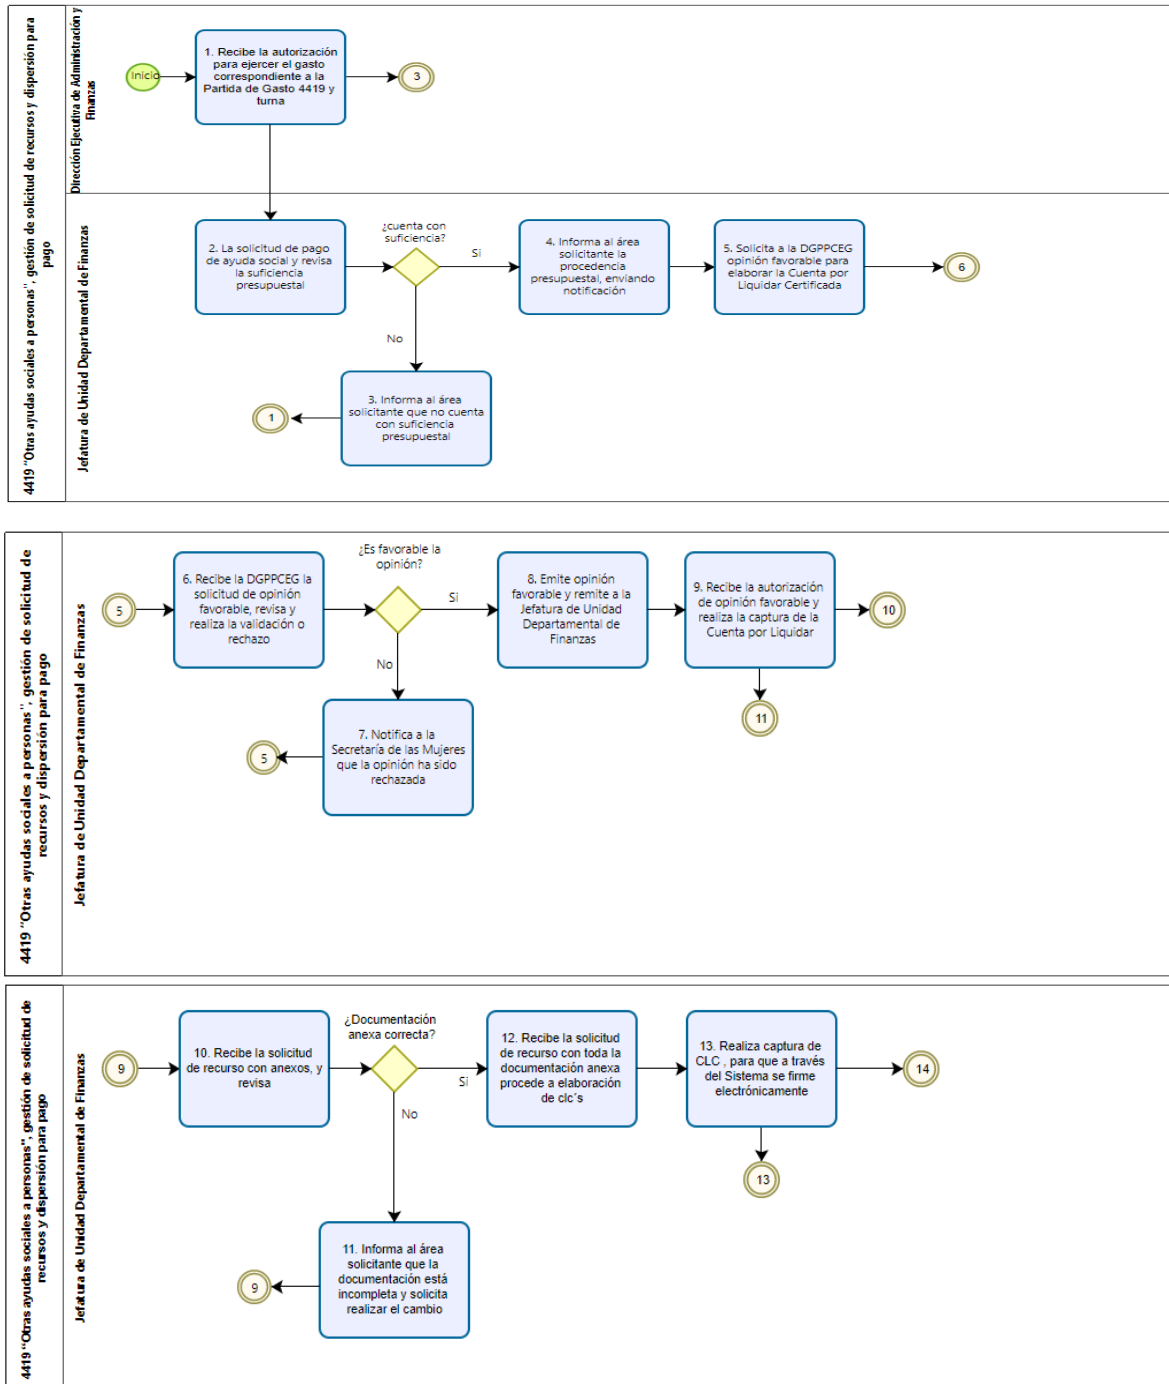 4419 "Otras ayudas sociales a personas", gestión de solicitud de recursos y dispersión para
pago
Dirección Ejecutiva de Administración y
Finanzas
Inicio
1. Recibe la autorización
para ejercer el gasto
correspondiente a la
Partida de Gasto 4419 y
turna
3
Jefatura de Unidad Departamental de Finanzas
2. La solicitud de pago
de ayuda social y revisa
la suficiencia
presupuestal
¿cuenta con
suficiencia?
Si
No
4. Informa al área
solicitante la
procedencia
presupuestal, enviando
notificación
5. Solicita a la DGPPCEG
opinión favorable para
elaborar la Cuenta por
Liquidar Certificada
6
3. Informa al área
solicitante que no cuenta
con suficiencia
presupuestal
1
4419 "Otras ayudas sociales a personas", gestión de solicitud de
recursos y dispersión para pago
Jefatura de Unidad Departamental de Finanzas
5
6. Recibe la DGPPCEG la
solicitud de opinión
favorable, revisa y
realiza la validación o
rechazo
¿Es favorable la
opinión?
Si
No
8. Emite opinión
favorable y remite a la
Jefatura de Unidad
Departamental de
Finanzas
9. Recibe la autorización
de opinión favorable y
realiza la captura de la
Cuenta por Liquidar
10
11
7. Notifica a la
Secretaría de las Mujeres
que la opinión ha sido
rechazada
5
4419 "Otras ayudas sociales a personas", gestión de solicitud de
recursos y dispersión para pago
Jefatura de Unidad Departamental de Finanzas
9
10. Recibe la solicitud
de recurso con anexos, y
revisa
¿Documentación
anexa correcta?
Sí
No
12. Recibe la solicitud
de recurso con toda la
documentación anexa
procede a elaboración
de clc´s
13. Realiza captura de
CLC , para que a través
del Sistema se firme
electrónicamente
14
13
11. Informa al área
solicitante que la
documentación está
incompleta y solicita
realizar el cambio
9